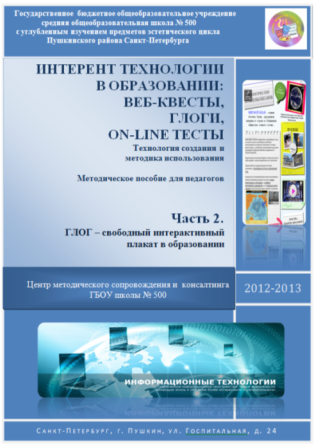 Государственное бюджетное общеобразовательное учреждение
средняя общеобразовательная школа № 500
с углубленным изучением предметов эстетического цикла
Пушкинского района Санкт-Петербурга
ИНТЕРЕНТ ТЕХНОЛОГИИ
В ОБРАЗОВАНИИ:
ВЕБ-КВЕСТЫ,
ГЛОГИ,
ON-LINE ТЕСТЫ
Технология создания и
методика использования
Методическое пособие для педагогов
Часть 2.
ГЛОГ – свободный интерактивный
плакат в образовании
Центр методического сопровождения и консалтинга
ГБОУ школы № 500
2012-2013
ИНФОРМАЦИОННЫЕ ТЕХНОЛОГИИ
САНКТ-ПЕТЕРБУРГ, Г. ПУШКИН, УЛ. ГОСПИТАЛЬНАЯ, Д. 24